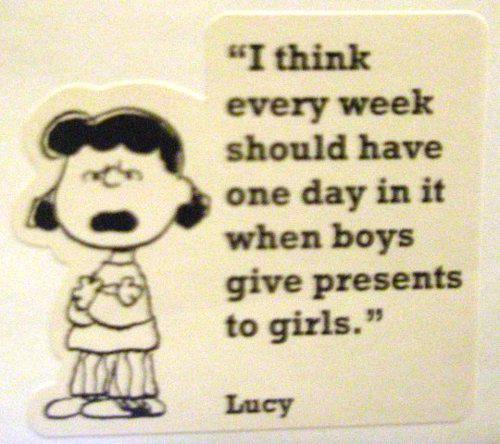 “I think
every week
should have
one day in it
when boys
give presents
to girls.”
Lucy